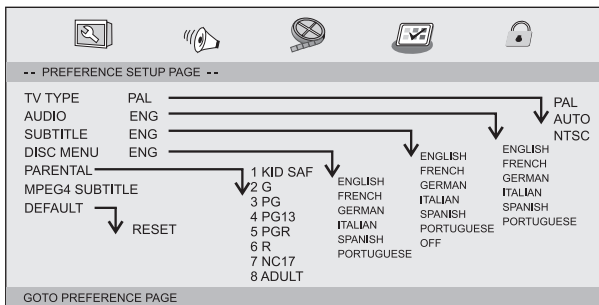 -- PREFERENCE SETUP PAGE --
TV TYPE PAL
AUDIO ENG
SUBTITLE ENG
DISC MENU ENG
PARENTAL
MPEG4 SUBTITLE
DEFAULT
RESET
1 KID SAF
2 G
3 PG
4 PG13
5 PGR
6 R
7 NC17
8 ADULT
ENGLISH
FRENCH
GERMAN
ITALIAN
SPANISH
PORTUGUESE
ENGLISH
FRENCH
GERMAN
ITALIAN
SPANISH
PORTUGUESE
OFF
ENGLISH
FRENCH
GERMAN
ITALIAN
SPANISH
PORTUGUESE
PAL
AUTO
NTSC
GOTO PREFERENCE PAGE